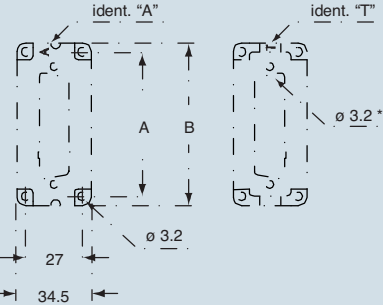 ident. “A”
ident. “T”
A
B
ø 3.2 *
ø 3.2
27
34.5